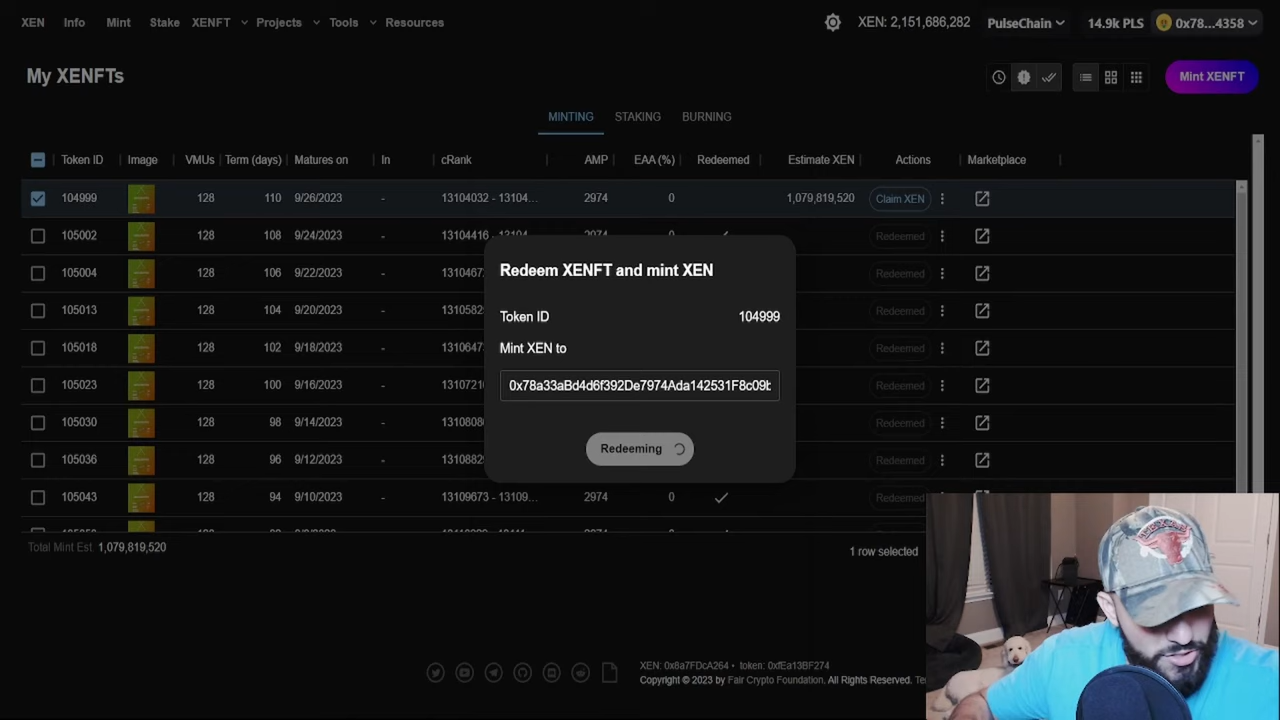 XEN Info Mint Stake XENFT Projects Tools Resources XEN: 2,151,686,282 PulseChain 14.9k PLS 0x78...4358
My XENFTs Mint XENFT
MINTING STAKING BURNING
Token ID Image VMUs Term (days) Matures on In cRank AMP EAA (%) Redeemed Estimate XEN Actions Marketplace
104999 128 110 9/26/2023 - 13104032 - 13104... 2974 0 1,079,819,520 Claim XEN
105002 128 108 9/24/2023 - 13104416 - 13104... 2974 0 Redeemed
105004 128 106 9/22/2023 - Redeemed
105013 128 104 9/20/2023 - Redeemed
105018 128 102 9/18/2023 - Redeemed
105023 128 100 9/16/2023 - Redeemed
105030 128 98 9/14/2023 - Redeemed
105036 128 96 9/12/2023 - Redeemed
105043 128 94 9/10/2023 - 13109673 - 13109... 2974 0 Redeemed
Redeem XENFT and mint XEN
Token ID 104999
Mint XEN to
0x78a33aBd4d6f392De7974Ada142531F8c09b
Redeeming
Total Mint Est. 1,079,819,520 1 row selected
XEN: 0x8a7FDcA264 • token: 0xfEa13BF274
Copyright © 2023 by Fair Crypto Foundation. All Rights Reserved.